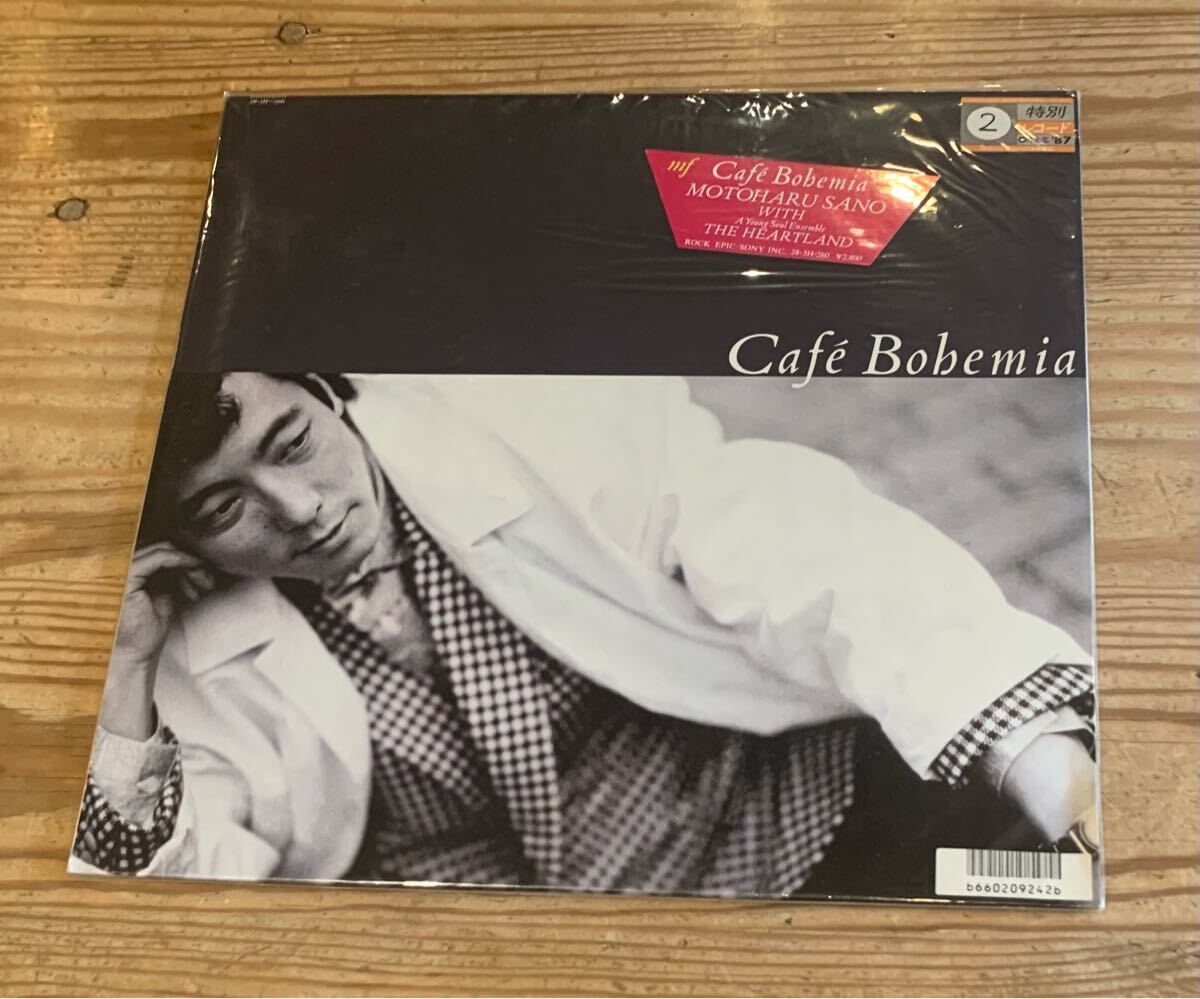 2
特別
レコード
'87
mf Café Bohemia
MOTOHARU SANO
WITH
A Young Soul Ensemble
THE HEARTLAND
ROCK EPIC/SONY INC. 28・3H-260 ¥2,800
Café Bohemia
b660209242b